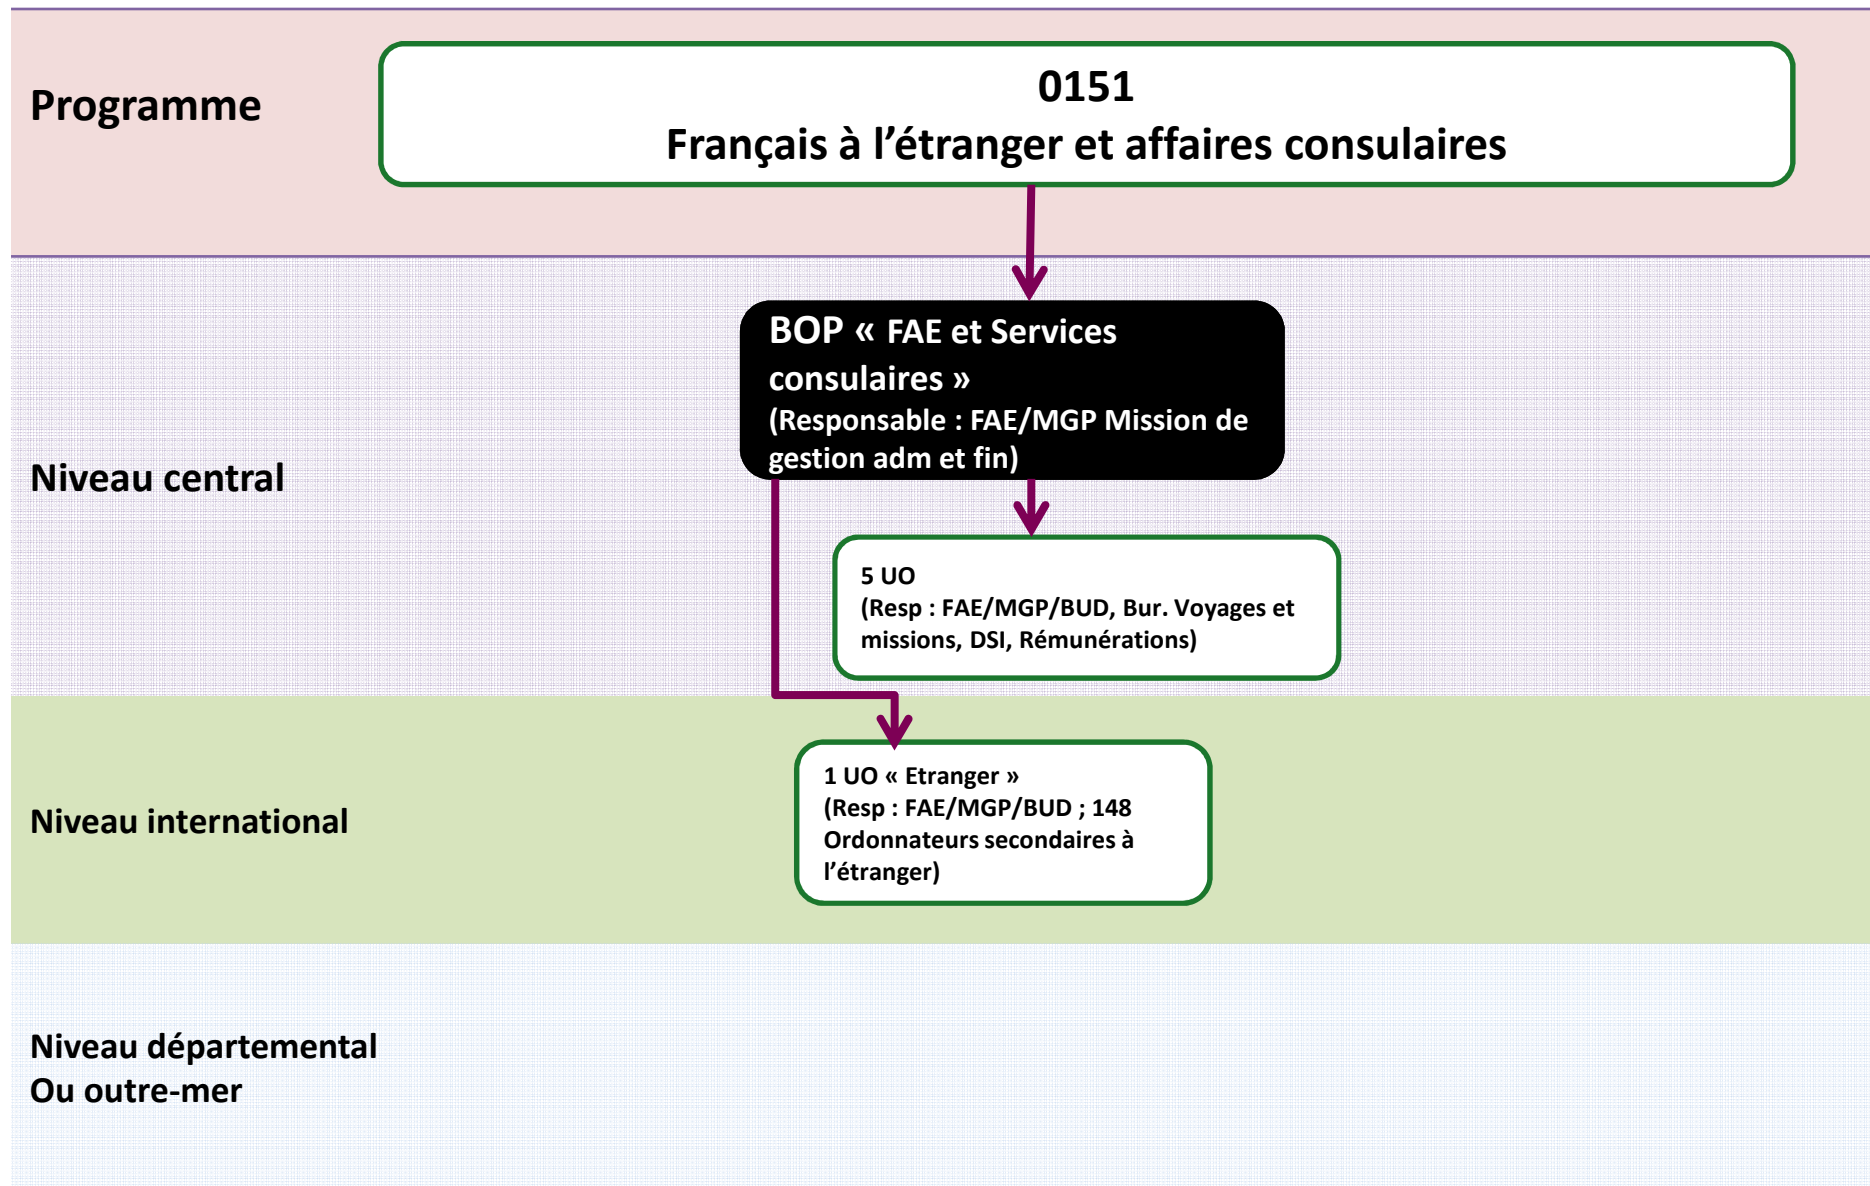 Programme
0151
Français à l’étranger et affaires consulaires
Niveau central
BOP « FAE et Services
consulaires »
(Responsable : FAE/MGP Mission de
gestion adm et fin)
5 UO
(Resp : FAE/MGP/BUD, Bur. Voyages et
missions, DSI, Rémunérations)
Niveau international
1 UO « Etranger »
(Resp : FAE/MGP/BUD ; 148
Ordonnateurs secondaires à
l’étranger)
Niveau départemental
Ou outre-mer